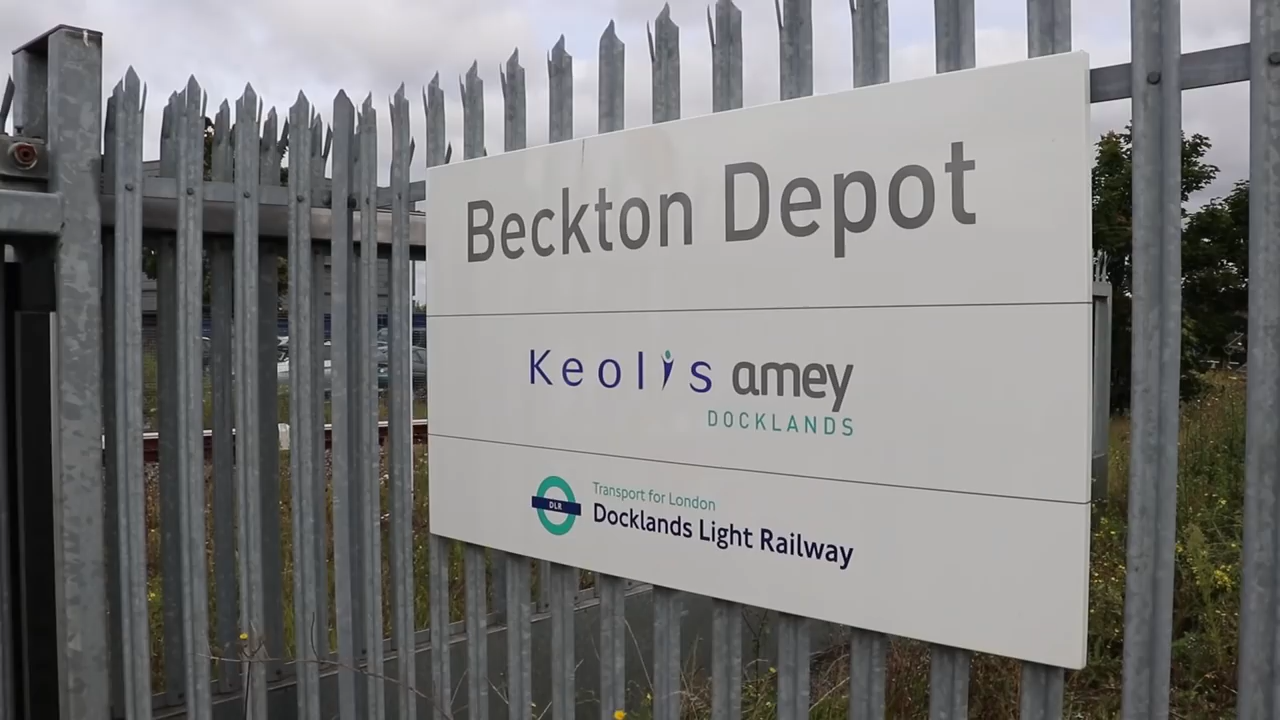 Beckton Depot
Keolis amey
DOCKLANDS
Transport for London
DLR
Docklands Light Railway